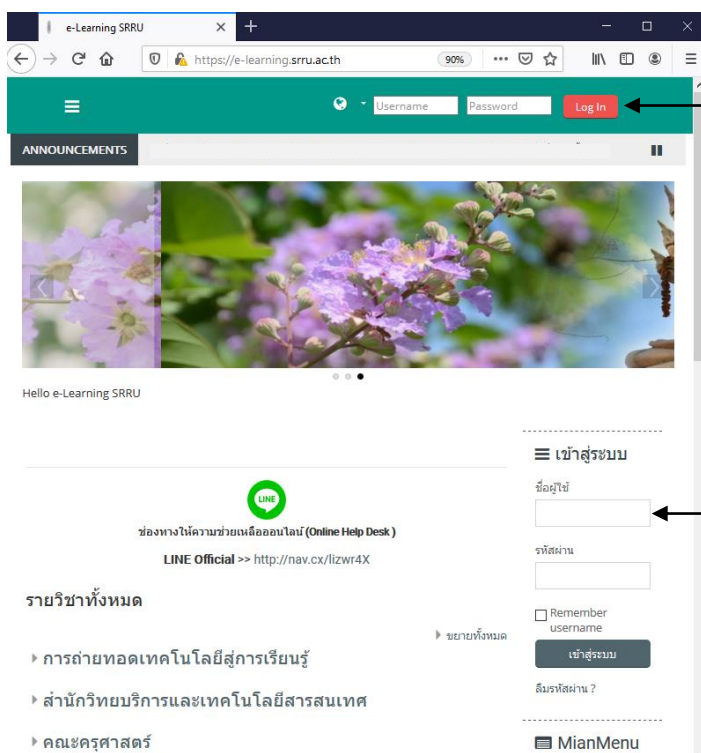 e-Learning SRRU
https://e-learning.srru.ac.th
90%
Username Password Log In
ANNOUNCEMENTS
Hello e-Learning SRRU
เข้าสู่ระบบ
ชื่อผู้ใช้
LINE
ช่องทางให้ความช่วยเหลือออนไลน์ (Online Help Desk )
LINE Official >> http://nav.cx/lizwr4X
รหัสผ่าน
รายวิชาทั้งหมด
Remember
username
ขยายทั้งหมด
เข้าสู่ระบบ
การถ่ายทอดเทคโนโลยีสู่การเรียนรู้
ลืมรหัสผ่าน ?
สำนักวิทยบริการและเทคโนโลยีสารสนเทศ
คณะครุศาสตร์
MianMenu